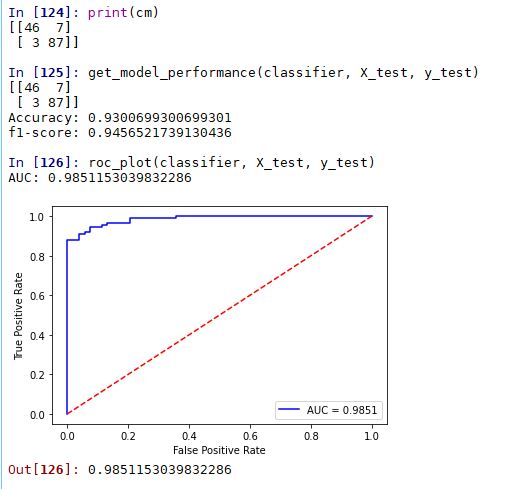 In [124]: print(cm)
[[46  7]
 [ 3 87]]
In [125]: get_model_performance(classifier, X_test, y_test)
[[46  7]
 [ 3 87]]
Accuracy: 0.9300699300699301
f1-score: 0.9456521739130436
In [126]: roc_plot(classifier, X_test, y_test)
AUC: 0.9851153039832286
1.0
0.8
0.6
0.4
0.2
0.0
True Positive Rate
AUC = 0.9851
0.0 0.2 0.4 0.6 0.8 1.0
False Positive Rate
Out[126]: 0.9851153039832286